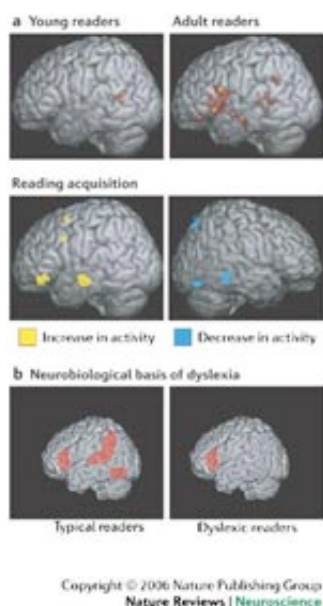 a Young readers
Adult readers
Reading acquisition
Increase in activity
Decrease in activity
b Neurobiological basis of dyslexia
Typical readers
Dyslexic readers
Copyright © 2006 Nature Publishing Group
Nature Reviews | Neuroscience